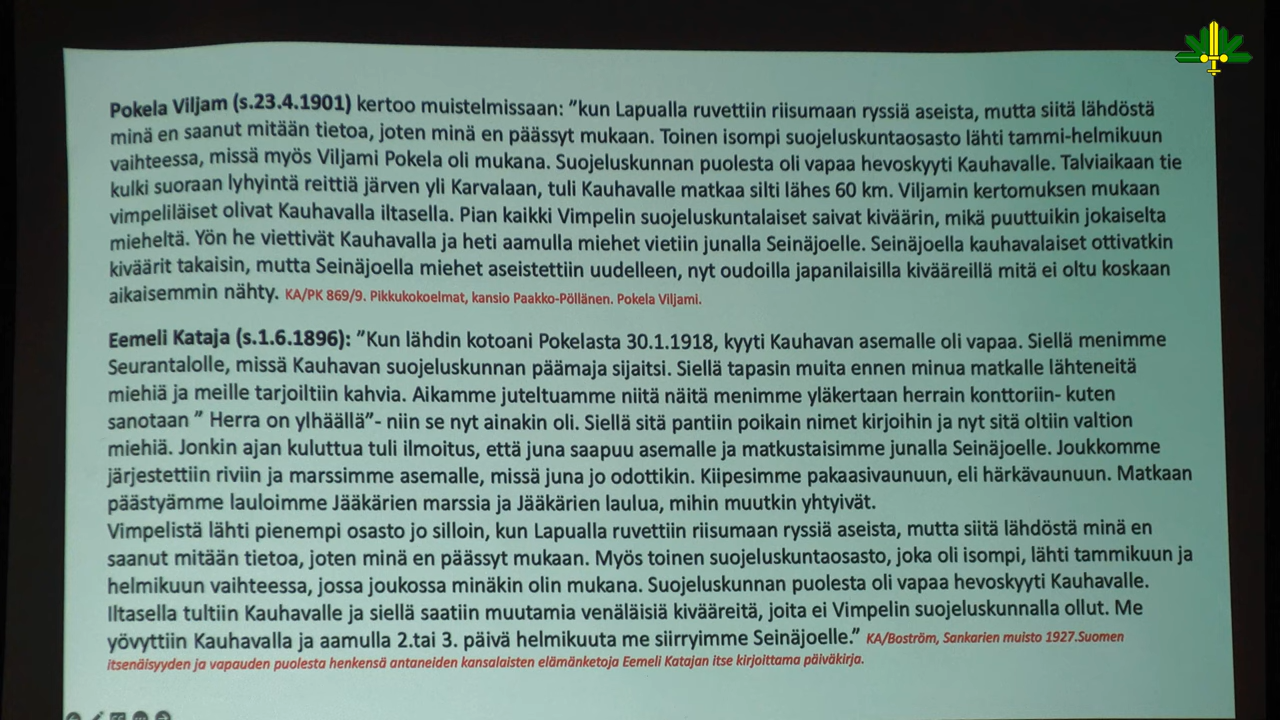 Pokela Viljam (s.23.4.1901) kertoo muistelmissaan: ”kun Lapualla ruvettiin riisumaan ryssiä aseista, mutta siitä lähdöstä
minä en saanut mitään tietoa, joten minä en päässyt mukaan. Toinen isompi suojeluskuntaosasto lähti tammi-helmikuun
vaihteessa, missä myös Viljami Pokela oli mukana. Suojeluskunnan puolesta oli vapaa hevoskyyti Kauhavalle. Talviaikaan tie
kulki suoraan lyhyintä reittiä järven yli Karvalaan, tuli Kauhavalle matkaa silti lähes 60 km. Viljamin kertomuksen mukaan
vimpeliläiset olivat Kauhavalla iltasella. Pian kaikki Vimpelin suojeluskuntalaiset saivat kiväärin, mikä puuttuikin jokaiselta
mieheltä. Yön he viettivät Kauhavalla ja heti aamulla miehet vietiin junalla Seinäjoelle. Seinäjoella kauhavalaiset ottivatkin
kiväärit takaisin, mutta Seinäjoella miehet aseistettiin uudelleen, nyt oudoilla japanilaisilla kivääreillä mitä ei oltu koskaan
aikaisemmin nähty. KA/PK 869/9. Pikkukokoelmat, kansio Paakko-Pöllänen. Pokela Viljami.
Eemeli Kataja (s.1.6.1896): ”Kun lähdin kotoani Pokelasta 30.1.1918, kyyti Kauhavan asemalle oli vapaa. Siellä menimme
Seurantalolle, missä Kauhavan suojeluskunnan päämaja sijaitsi. Siellä tapasin muita ennen minua matkalle lähteneitä
miehiä ja meille tarjoiltiin kahvia. Aikamme juteltuamme niitä näitä menimme yläkertaan herrain konttoriin- kuten
sanotaan ” Herra on ylhäällä”- niin se nyt ainakin oli. Siellä sitä pantiin poikain nimet kirjoihin ja nyt sitä oltiin valtion
miehiä. Jonkin ajan kuluttua tuli ilmoitus, että juna saapuu asemalle ja matkustaisimme junalla Seinäjoelle. Joukkomme
järjestettiin riviin ja marssimme asemalle, missä juna jo odottikin. Kiipesimme pakaasivaunuun, eli härkävaunuun. Matkaan
päästyämme lauloimme Jääkärien marssia ja Jääkärien laulua, mihin muutkin yhtyivät.
Vimpelistä lähti pienempi osasto jo silloin, kun Lapualla ruvettiin riisumaan ryssiä aseista, mutta siitä lähdöstä minä en
saanut mitään tietoa, joten minä en päässyt mukaan. Myös toinen suojeluskuntaosasto, joka oli isompi, lähti tammikuun ja
helmikuun vaihteessa, jossa joukossa minäkin olin mukana. Suojeluskunnan puolesta oli vapaa hevoskyyti Kauhavalle.
Iltasella tultiin Kauhavalle ja siellä saatiin muutamia venäläisiä kivääreitä, joita ei Vimpelin suojeluskunnalla ollut. Me
yövyttiin Kauhavalla ja aamulla 2.tai 3. päivä helmikuuta me siirryimme Seinäjoelle.” KA/Boström, Sankarien muisto 1927.Suomen
itsenäisyyden ja vapauden puolesta henkensä antaneiden kansalaisten elämänketoja Eemeli Katajan itse kirjoittama päiväkirja.